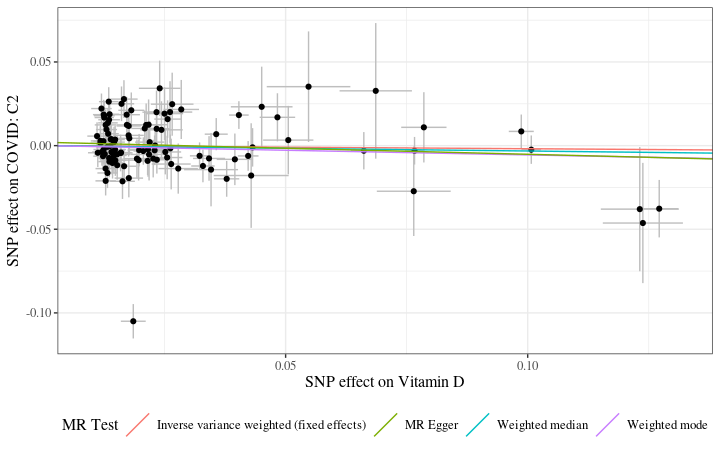 0.05
0.00
-0.05
-0.10
SNP effect on COVID: C2
0.05
0.10
SNP effect on Vitamin D
MR Test
Inverse variance weighted (fixed effects)
MR Egger
Weighted median
Weighted mode